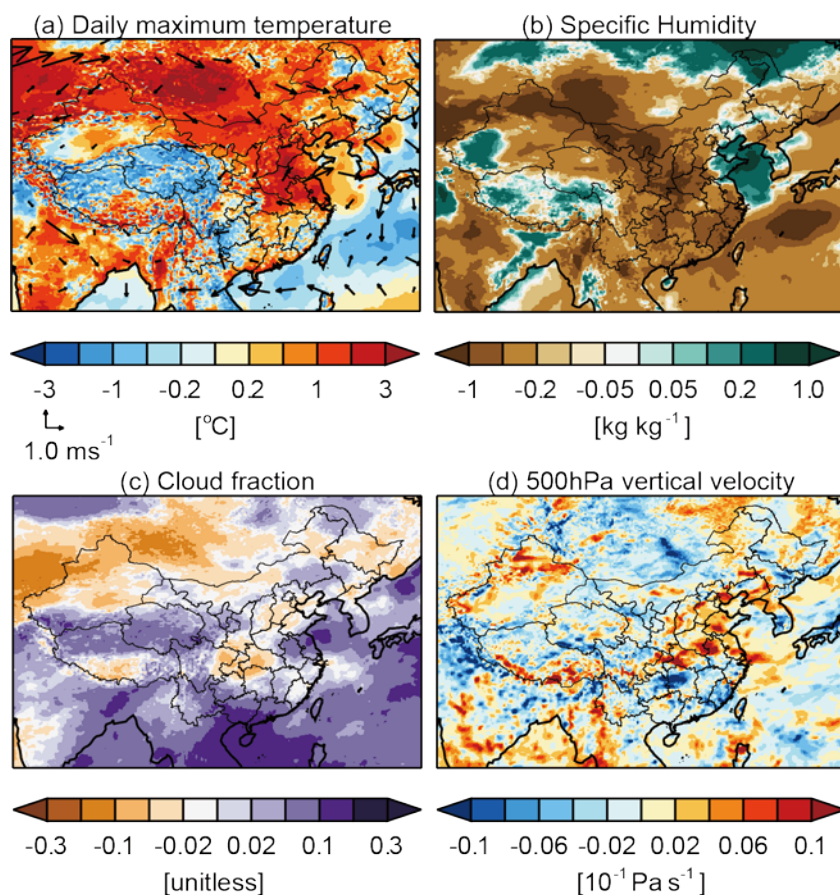 (a) Daily maximum temperature
(b) Specific Humidity
-3 -1 -0.2 0.2 1 3
[°C]
1.0 ms⁻¹
-1 -0.2 -0.05 0.05 0.2 1.0
[kg kg⁻¹]
(c) Cloud fraction
(d) 500hPa vertical velocity
-0.3 -0.1 -0.02 0.02 0.1 0.3
[unitless]
-0.1 -0.06 -0.02 0.02 0.06 0.1
[10⁻¹ Pa s⁻¹]